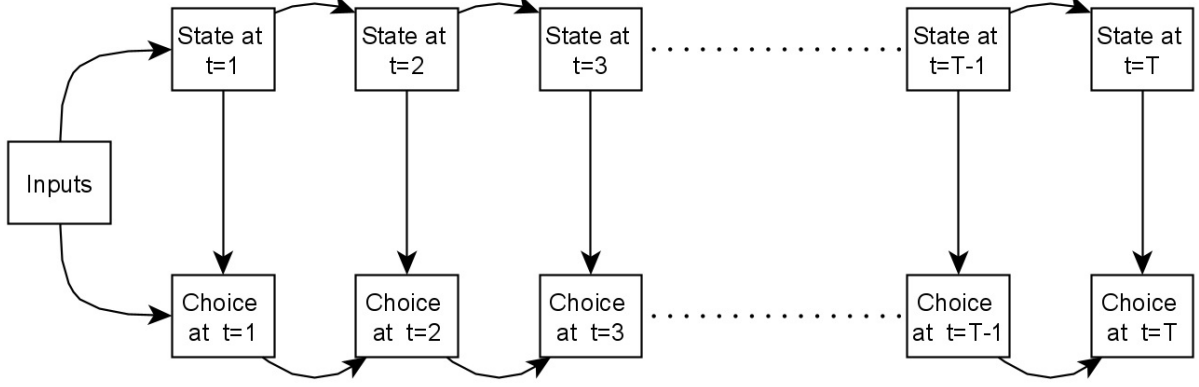 State at
t=1
State at
t=2
State at
t=3
State at
t=T-1
State at
t=T
Inputs
Choice
at t=1
Choice
at t=2
Choice
at t=3
Choice
at t=T-1
Choice
at t=T